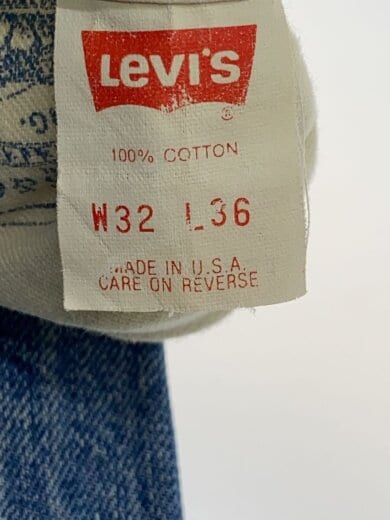 LEVI'S
®
100% COTTON
W32 L36
MADE IN U.S.A.
CARE ON REVERSE